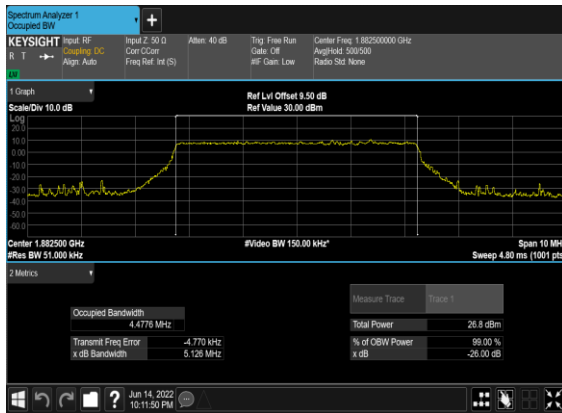 Spectrum Analyzer 1
Occupied BW
KEYSIGHT Input: RF Input Z: 50 Ω Atten: 40 dB Trig: Free Run Center Freq: 1.882500000 GHz
R T Coupling: DC Corr CCorr Gate: Off Avg|Hold: 500/500
Align: Auto Freq Ref: Int (S) #IF Gain: Low Radio Std: None
1 Graph
Ref Lvl Offset 9.50 dB
Scale/Div 10.0 dB Ref Value 30.00 dBm
Log
20.0
10.0
0.00
-10.0
-20.0
-30.0
-40.0
-50.0
-60.0
Center 1.882500 GHz #Video BW 150.00 kHz* Span 10 MH
#Res BW 51.000 kHz Sweep 4.80 ms (1001 pts
2 Metrics
Measure Trace Trace 1
Occupied Bandwidth
4.4776 MHz
Total Power 26.8 dBm
Transmit Freq Error -4.770 kHz % of OBW Power 99.00 %
x dB Bandwidth 5.126 MHz x dB -26.00 dB
Jun 14, 2022
10:11:50 PM